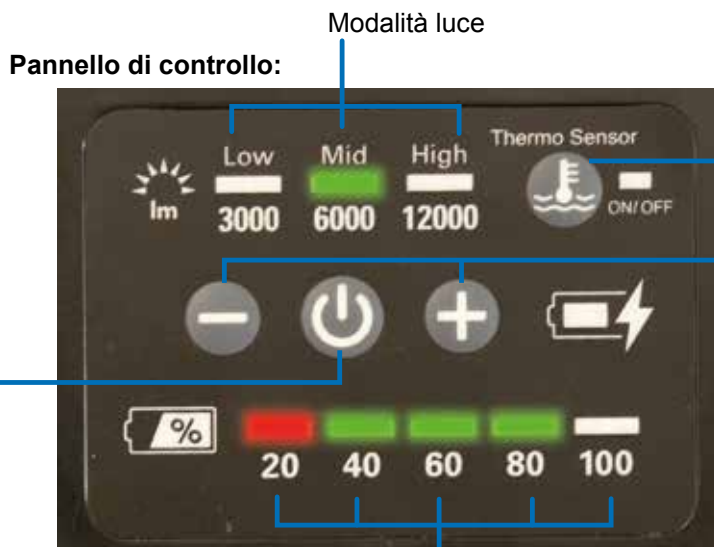 Modalità luce
Pannello di controllo:
Thermo Sensor
Low Mid High
lm 3000 6000 12000
ON/OFF
%
20 40 60 80 100